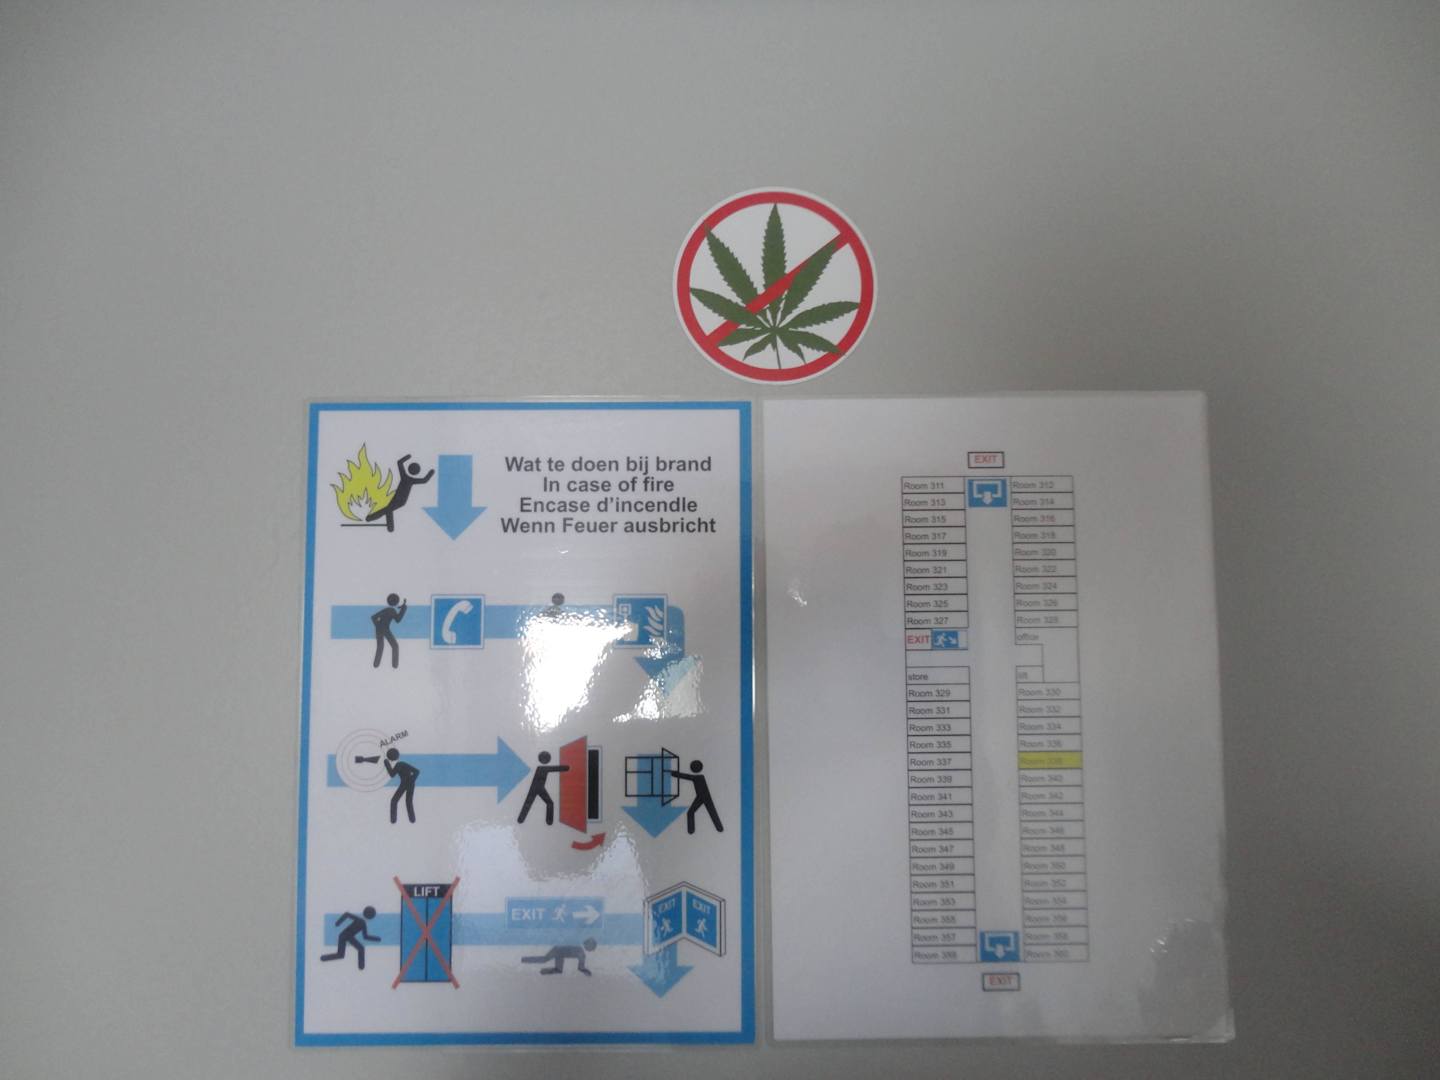 Wat te doen bij brand
In case of fire
Encase d'incendle
Wenn Feuer ausbricht
ALARM
LIFT
EXIT
EXIT EXIT
EXIT
Room 311 Room 312
Room 313 Room 314
Room 315 Room 316
Room 317 Room 318
Room 319 Room 320
Room 321 Room 322
Room 323 Room 324
Room 325 Room 326
Room 327 Room 328
EXIT office
store lift
Room 329 Room 330
Room 331 Room 332
Room 333 Room 334
Room 335 Room 336
Room 337 Room 338
Room 339 Room 340
Room 341 Room 342
Room 343 Room 344
Room 345 Room 346
Room 347 Room 348
Room 349 Room 350
Room 351 Room 352
Room 353 Room 354
Room 355 Room 356
Room 357 Room 358
Room Room 360
EXIT